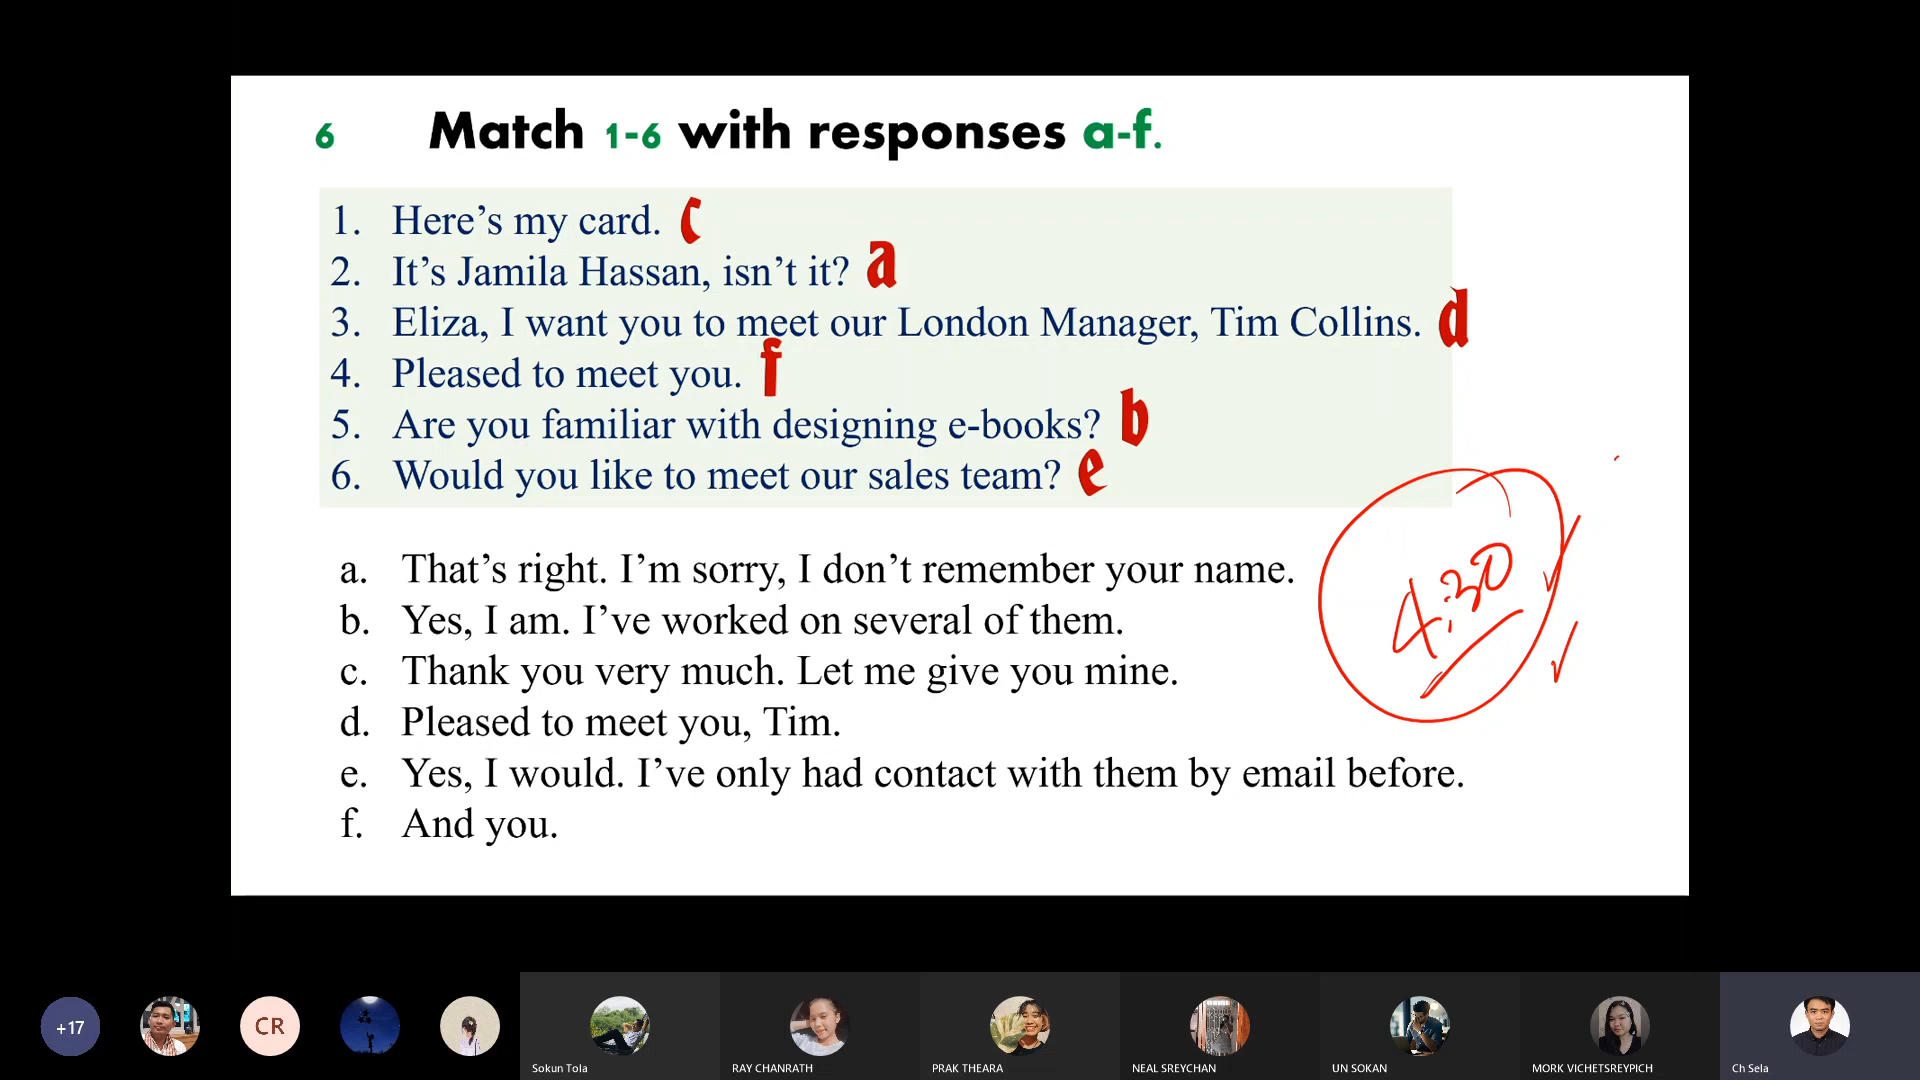 6 Match 1-6 with responses a-f.
1. Here’s my card. c
2. It’s Jamila Hassan, isn’t it? a
3. Eliza, I want you to meet our London Manager, Tim Collins. d
4. Pleased to meet you. f
5. Are you familiar with designing e-books? b
6. Would you like to meet our sales team? e
a. That’s right. I’m sorry, I don’t remember your name.
b. Yes, I am. I’ve worked on several of them.
c. Thank you very much. Let me give you mine.
d. Pleased to meet you, Tim.
e. Yes, I would. I’ve only had contact with them by email before.
f. And you.
4:30
+17
CR
Sokun Tola
RAY CHANRATH
PRAK THEARA
NEAL SREYCHAN
UN SOKAN
MORK VICHETSREYPICH
Ch Sela